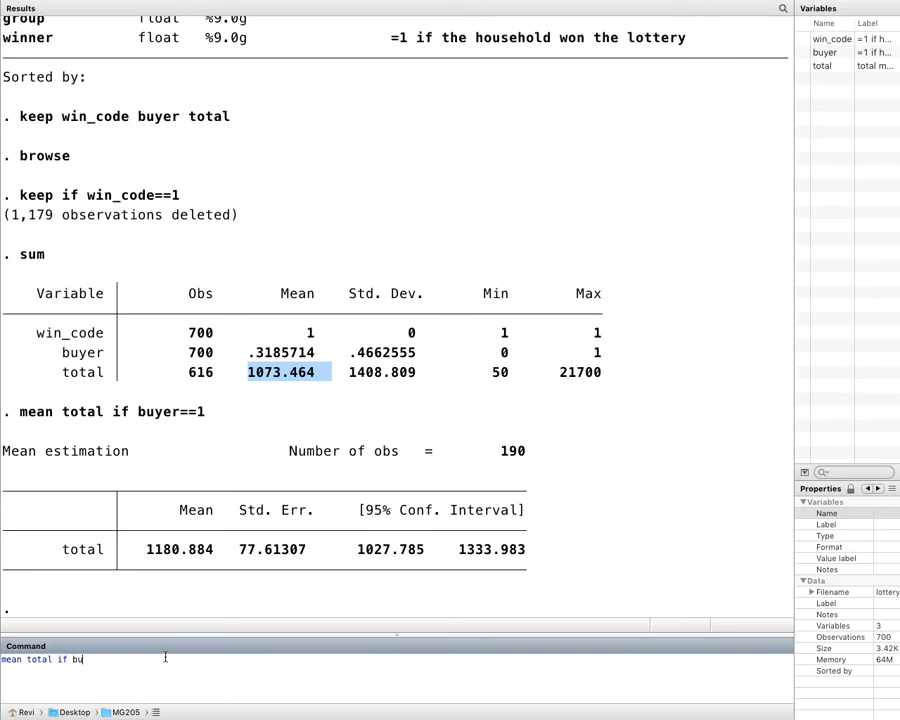 Results
group float %9.0g
winner float %9.0g =1 if the household won the lottery
Sorted by:
. keep win_code buyer total
. browse
. keep if win_code==1
(1,179 observations deleted)
. sum
Variable Obs Mean Std. Dev. Min Max
win_code 700 1 0 1 1
buyer 700 .3185714 .4662555 0 1
total 616 1073.464 1408.809 50 21700
. mean total if buyer==1
Mean estimation Number of obs = 190
Mean Std. Err. [95% Conf. Interval]
total 1180.884 77.61307 1027.785 1333.983
.
Command
mean total if bu
Revi Desktop MG205
Variables
Name Label
win_code =1 if h...
buyer =1 if h...
total total m...
Properties
Variables
Name
Label
Type
Format
Value label
Notes
Data
Filename lottery
Label
Notes
Variables 3
Observations 700
Size 3.42K
Memory 64M
Sorted by